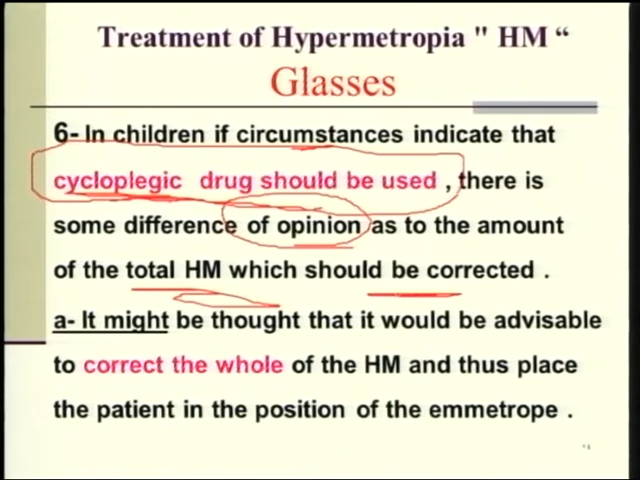 Treatment of Hypermetropia " HM “
Glasses
6- In children if circumstances indicate that
cycloplegic drug should be used , there is
some difference of opinion as to the amount
of the total HM which should be corrected .
a- It might be thought that it would be advisable
to correct the whole of the HM and thus place
the patient in the position of the emmetrope .